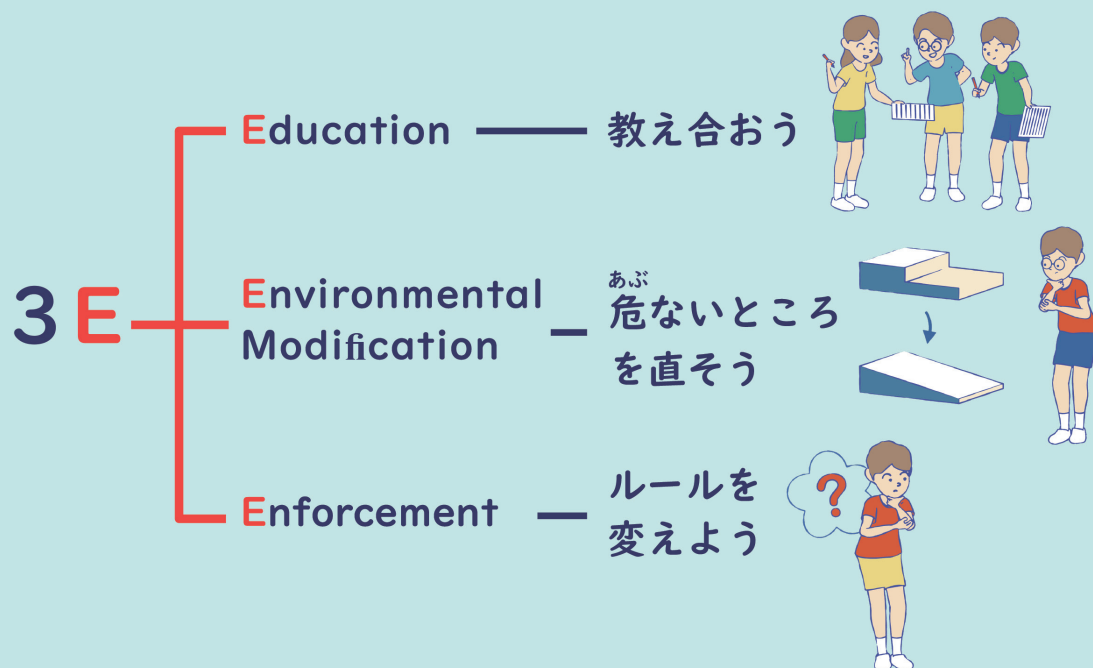 3E
Education
教え合おう
Environmental
Modification
あぶ
危ないところ
を直そう
Enforcement
ルールを
変えよう
?